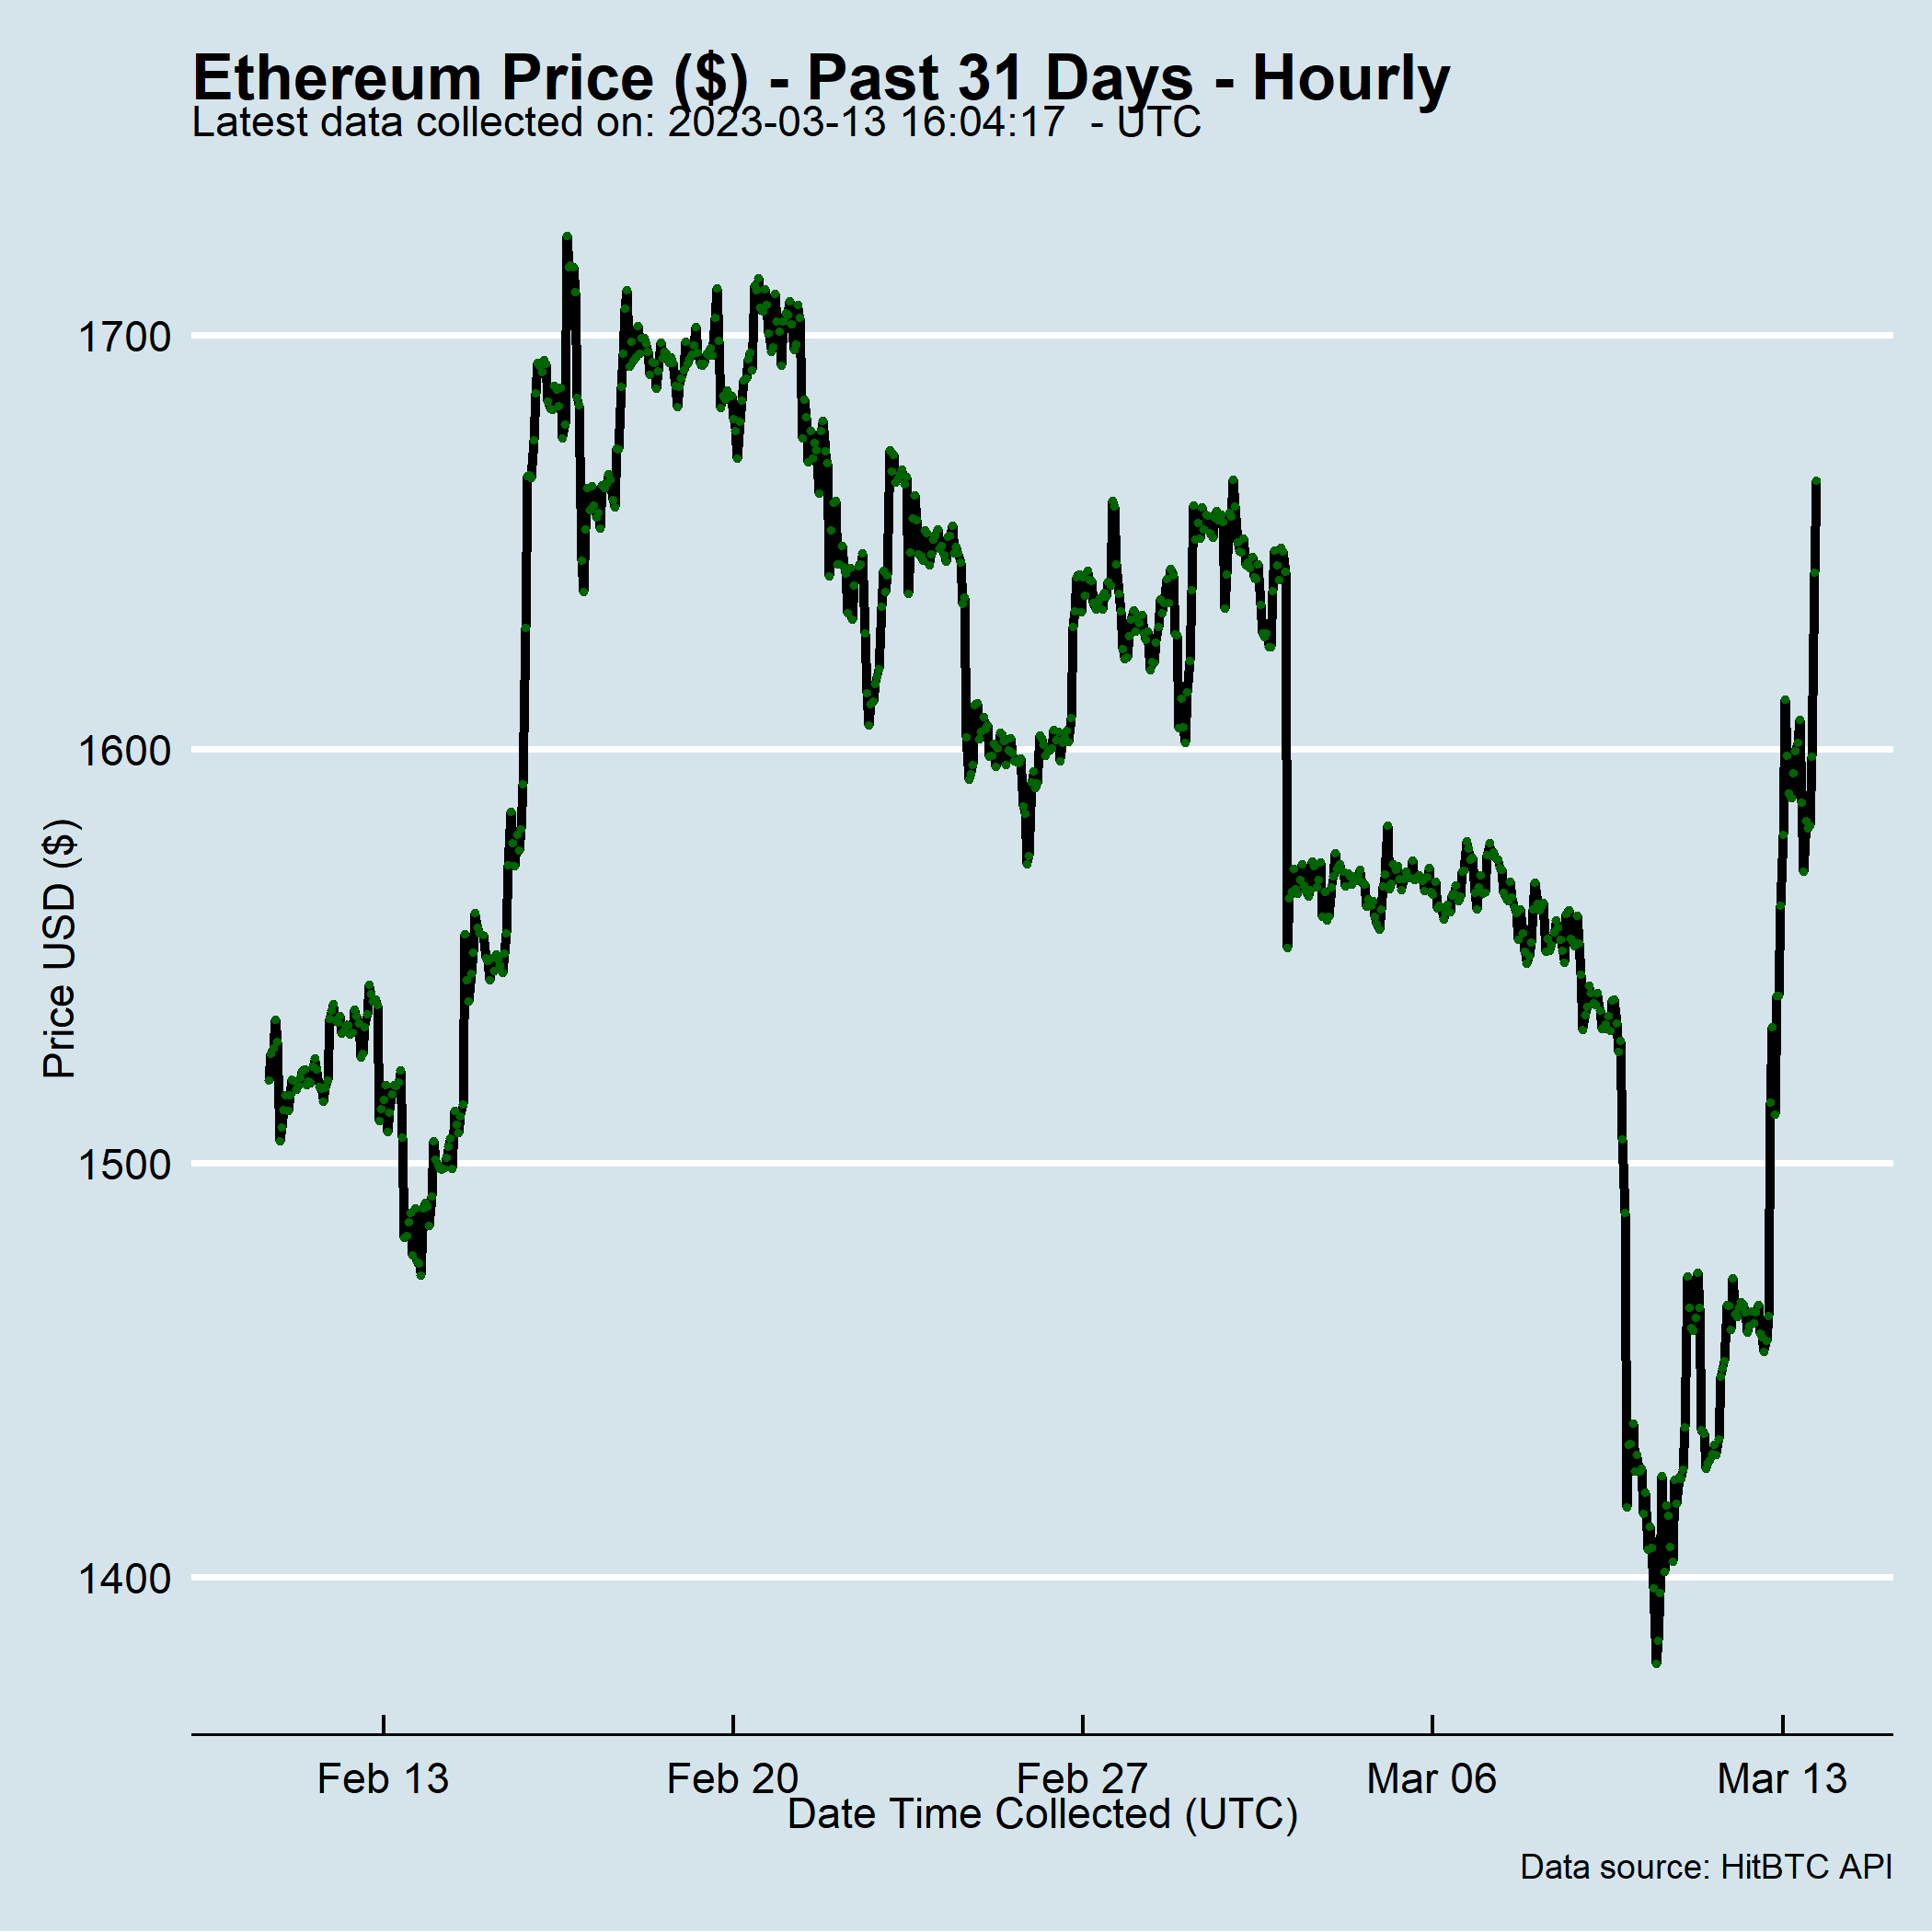 Ethereum Price ($) - Past 31 Days - Hourly
Latest data collected on: 2023-03-13 16:04:17  - UTC
1700
1600
1500
1400
Price USD ($)
Feb 13
Feb 20
Feb 27
Mar 06
Mar 13
Date Time Collected (UTC)
Data source: HitBTC API